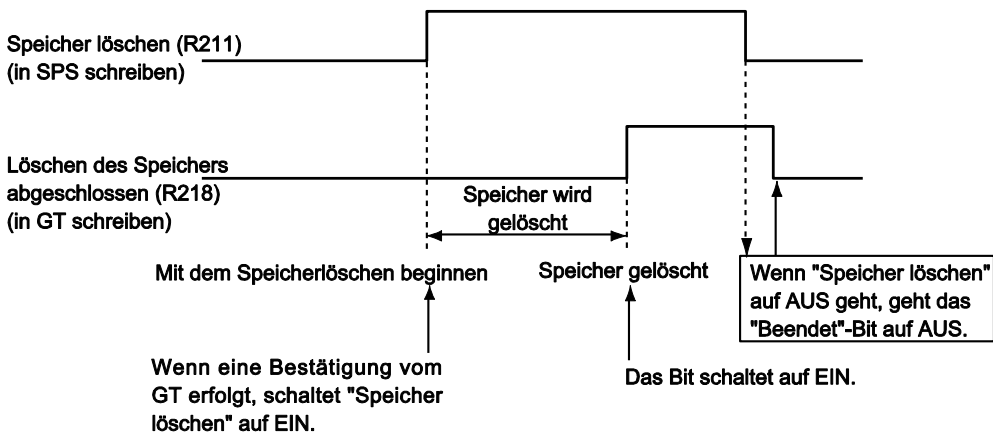 Speicher löschen (R211)
(in SPS schreiben)
Löschen des Speichers
abgeschlossen (R218)
(in GT schreiben)
Speicher wird
gelöscht
Mit dem Speicherlöschen beginnen
Speicher gelöscht
Wenn "Speicher löschen"
auf AUS geht, geht das
"Beendet"-Bit auf AUS.
Wenn eine Bestätigung vom
GT erfolgt, schaltet "Speicher
löschen" auf EIN.
Das Bit schaltet auf EIN.